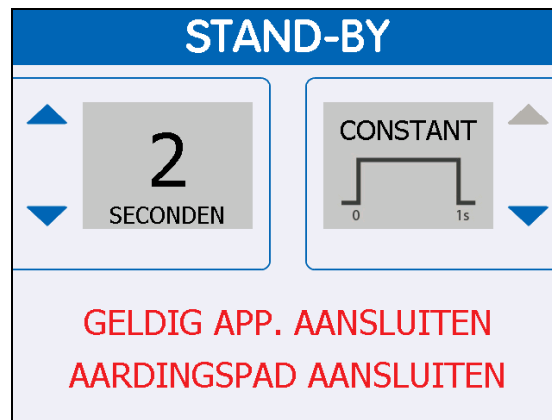 STAND-BY
2
SECONDEN
CONSTANT
0 1s
GELDIG APP. AANSLUITEN
AARDINGSPAD AANSLUITEN